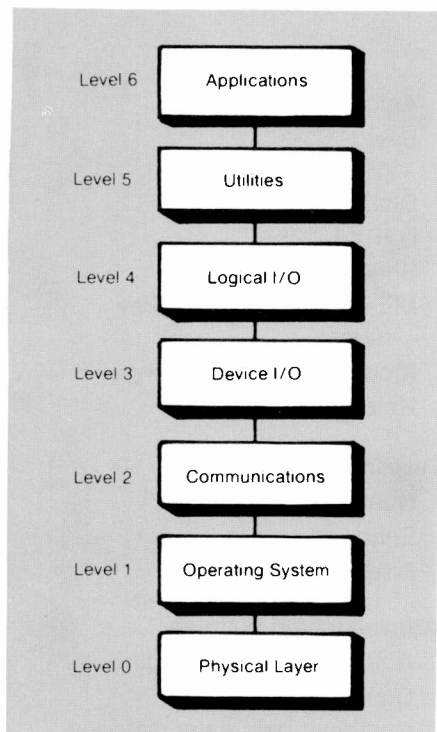 Level 6 Applications
Level 5 Utilities
Level 4 Logical I/O
Level 3 Device I/O
Level 2 Communications
Level 1 Operating System
Level 0 Physical Layer